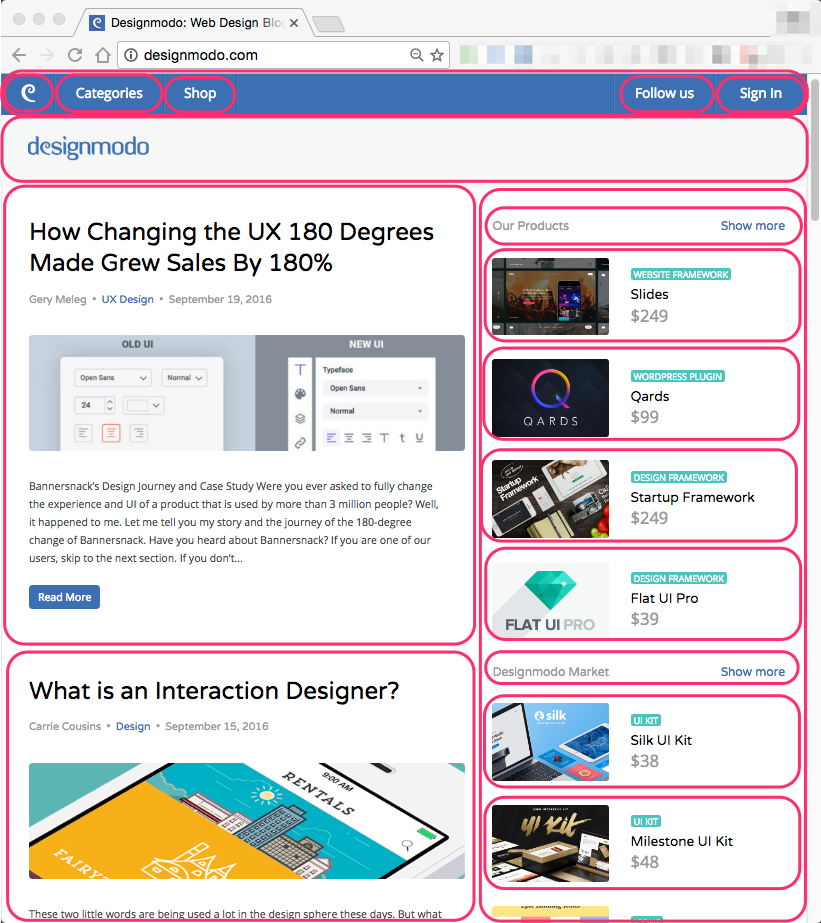 Designmodo: Web Design Blog
designmodo.com
Categories
Shop
Follow us
Sign In
designmodo
How Changing the UX 180 Degrees
Made Grew Sales By 180%
Gery Meleg • UX Design • September 19, 2016
OLD UI
NEW UI
Open Sans
Normal
24
Typeface
Open Sans
Normal
Bannersnack's Design Journey and Case Study Were you ever asked to fully change
the experience and UI of a product that is used by more than 3 million people? Well,
it happened to me. Let me tell you my story and the journey of the 180-degree
change of Bannersnack. Have you heard about Bannersnack? If you are one of our
users, skip to the next section. If you don't...
Read More
What is an Interaction Designer?
Carrie Cousins • Design • September 15, 2016
9:00 AM
RENTALS
FAIRY
These two little words are being used a lot in the design sphere these days. But what
Our Products
Show more
WEBSITE FRAMEWORK
Slides
$249
QARDS
WORDPRESS PLUGIN
Qards
$99
Startup
Framework
DESIGN FRAMEWORK
Startup Framework
$249
FLAT UI PRO
DESIGN FRAMEWORK
Flat UI Pro
$39
Designmodo Market
Show more
silk
UI KIT
Silk UI Kit
$38
UI Kit
UI KIT
Milestone UI Kit
$48